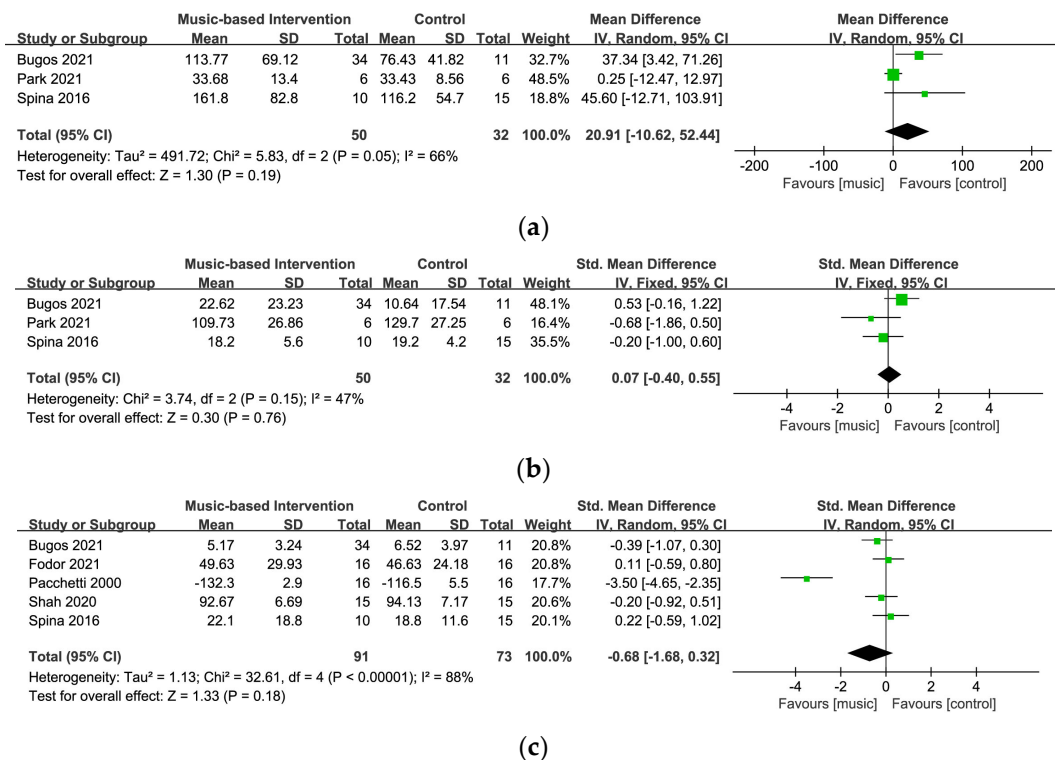 Music-based Intervention Control Mean Difference Mean Difference
Study or Subgroup Mean SD Total Mean SD Total Weight IV, Random, 95% CI IV, Random, 95% CI
Bugos 2021 113.77 69.12 34 76.43 41.82 11 32.7% 37.34 [3.42, 71.26]
Park 2021 33.68 13.4 6 33.43 8.56 6 48.5% 0.25 [-12.47, 12.97]
Spina 2016 161.8 82.8 10 116.2 54.7 15 18.8% 45.60 [-12.71, 103.91]
Total (95% CI) 50 32 100.0% 20.91 [-10.62, 52.44]
Heterogeneity: Tau² = 491.72; Chi² = 5.83, df = 2 (P = 0.05); I² = 66%
Test for overall effect: Z = 1.30 (P = 0.19)
-200 -100 0 100 200
Favours [music] Favours [control]
(a)
Music-based Intervention Control Std. Mean Difference Std. Mean Difference
Study or Subgroup Mean SD Total Mean SD Total Weight IV, Fixed, 95% CI IV, Fixed, 95% CI
Bugos 2021 22.62 23.23 34 10.64 17.54 11 48.1% 0.53 [-0.16, 1.22]
Park 2021 109.73 26.86 6 129.7 27.25 6 16.4% -0.68 [-1.86, 0.50]
Spina 2016 18.2 5.6 10 19.2 4.2 15 35.5% -0.20 [-1.00, 0.60]
Total (95% CI) 50 32 100.0% 0.07 [-0.40, 0.55]
Heterogeneity: Chi² = 3.74, df = 2 (P = 0.15); I² = 47%
Test for overall effect: Z = 0.30 (P = 0.76)
-4 -2 0 2 4
Favours [music] Favours [control]
(b)
Music-based Intervention Control Std. Mean Difference Std. Mean Difference
Study or Subgroup Mean SD Total Mean SD Total Weight IV, Random, 95% CI IV, Random, 95% CI
Bugos 2021 5.17 3.24 34 6.52 3.97 11 20.8% -0.39 [-1.07, 0.30]
Fodor 2021 49.63 29.93 16 46.63 24.18 16 20.8% 0.11 [-0.59, 0.80]
Pacchetti 2000 -132.3 2.9 16 -116.5 5.5 16 17.7% -3.50 [-4.65, -2.35]
Shah 2020 92.67 6.69 15 94.13 7.17 15 20.6% -0.20 [-0.92, 0.51]
Spina 2016 22.1 18.8 10 18.8 11.6 15 20.1% 0.22 [-0.59, 1.02]
Total (95% CI) 91 73 100.0% -0.68 [-1.68, 0.32]
Heterogeneity: Tau² = 1.13; Chi² = 32.61, df = 4 (P < 0.00001); I² = 88%
Test for overall effect: Z = 1.33 (P = 0.18)
-4 -2 0 2 4
Favours [music] Favours [control]
(c)